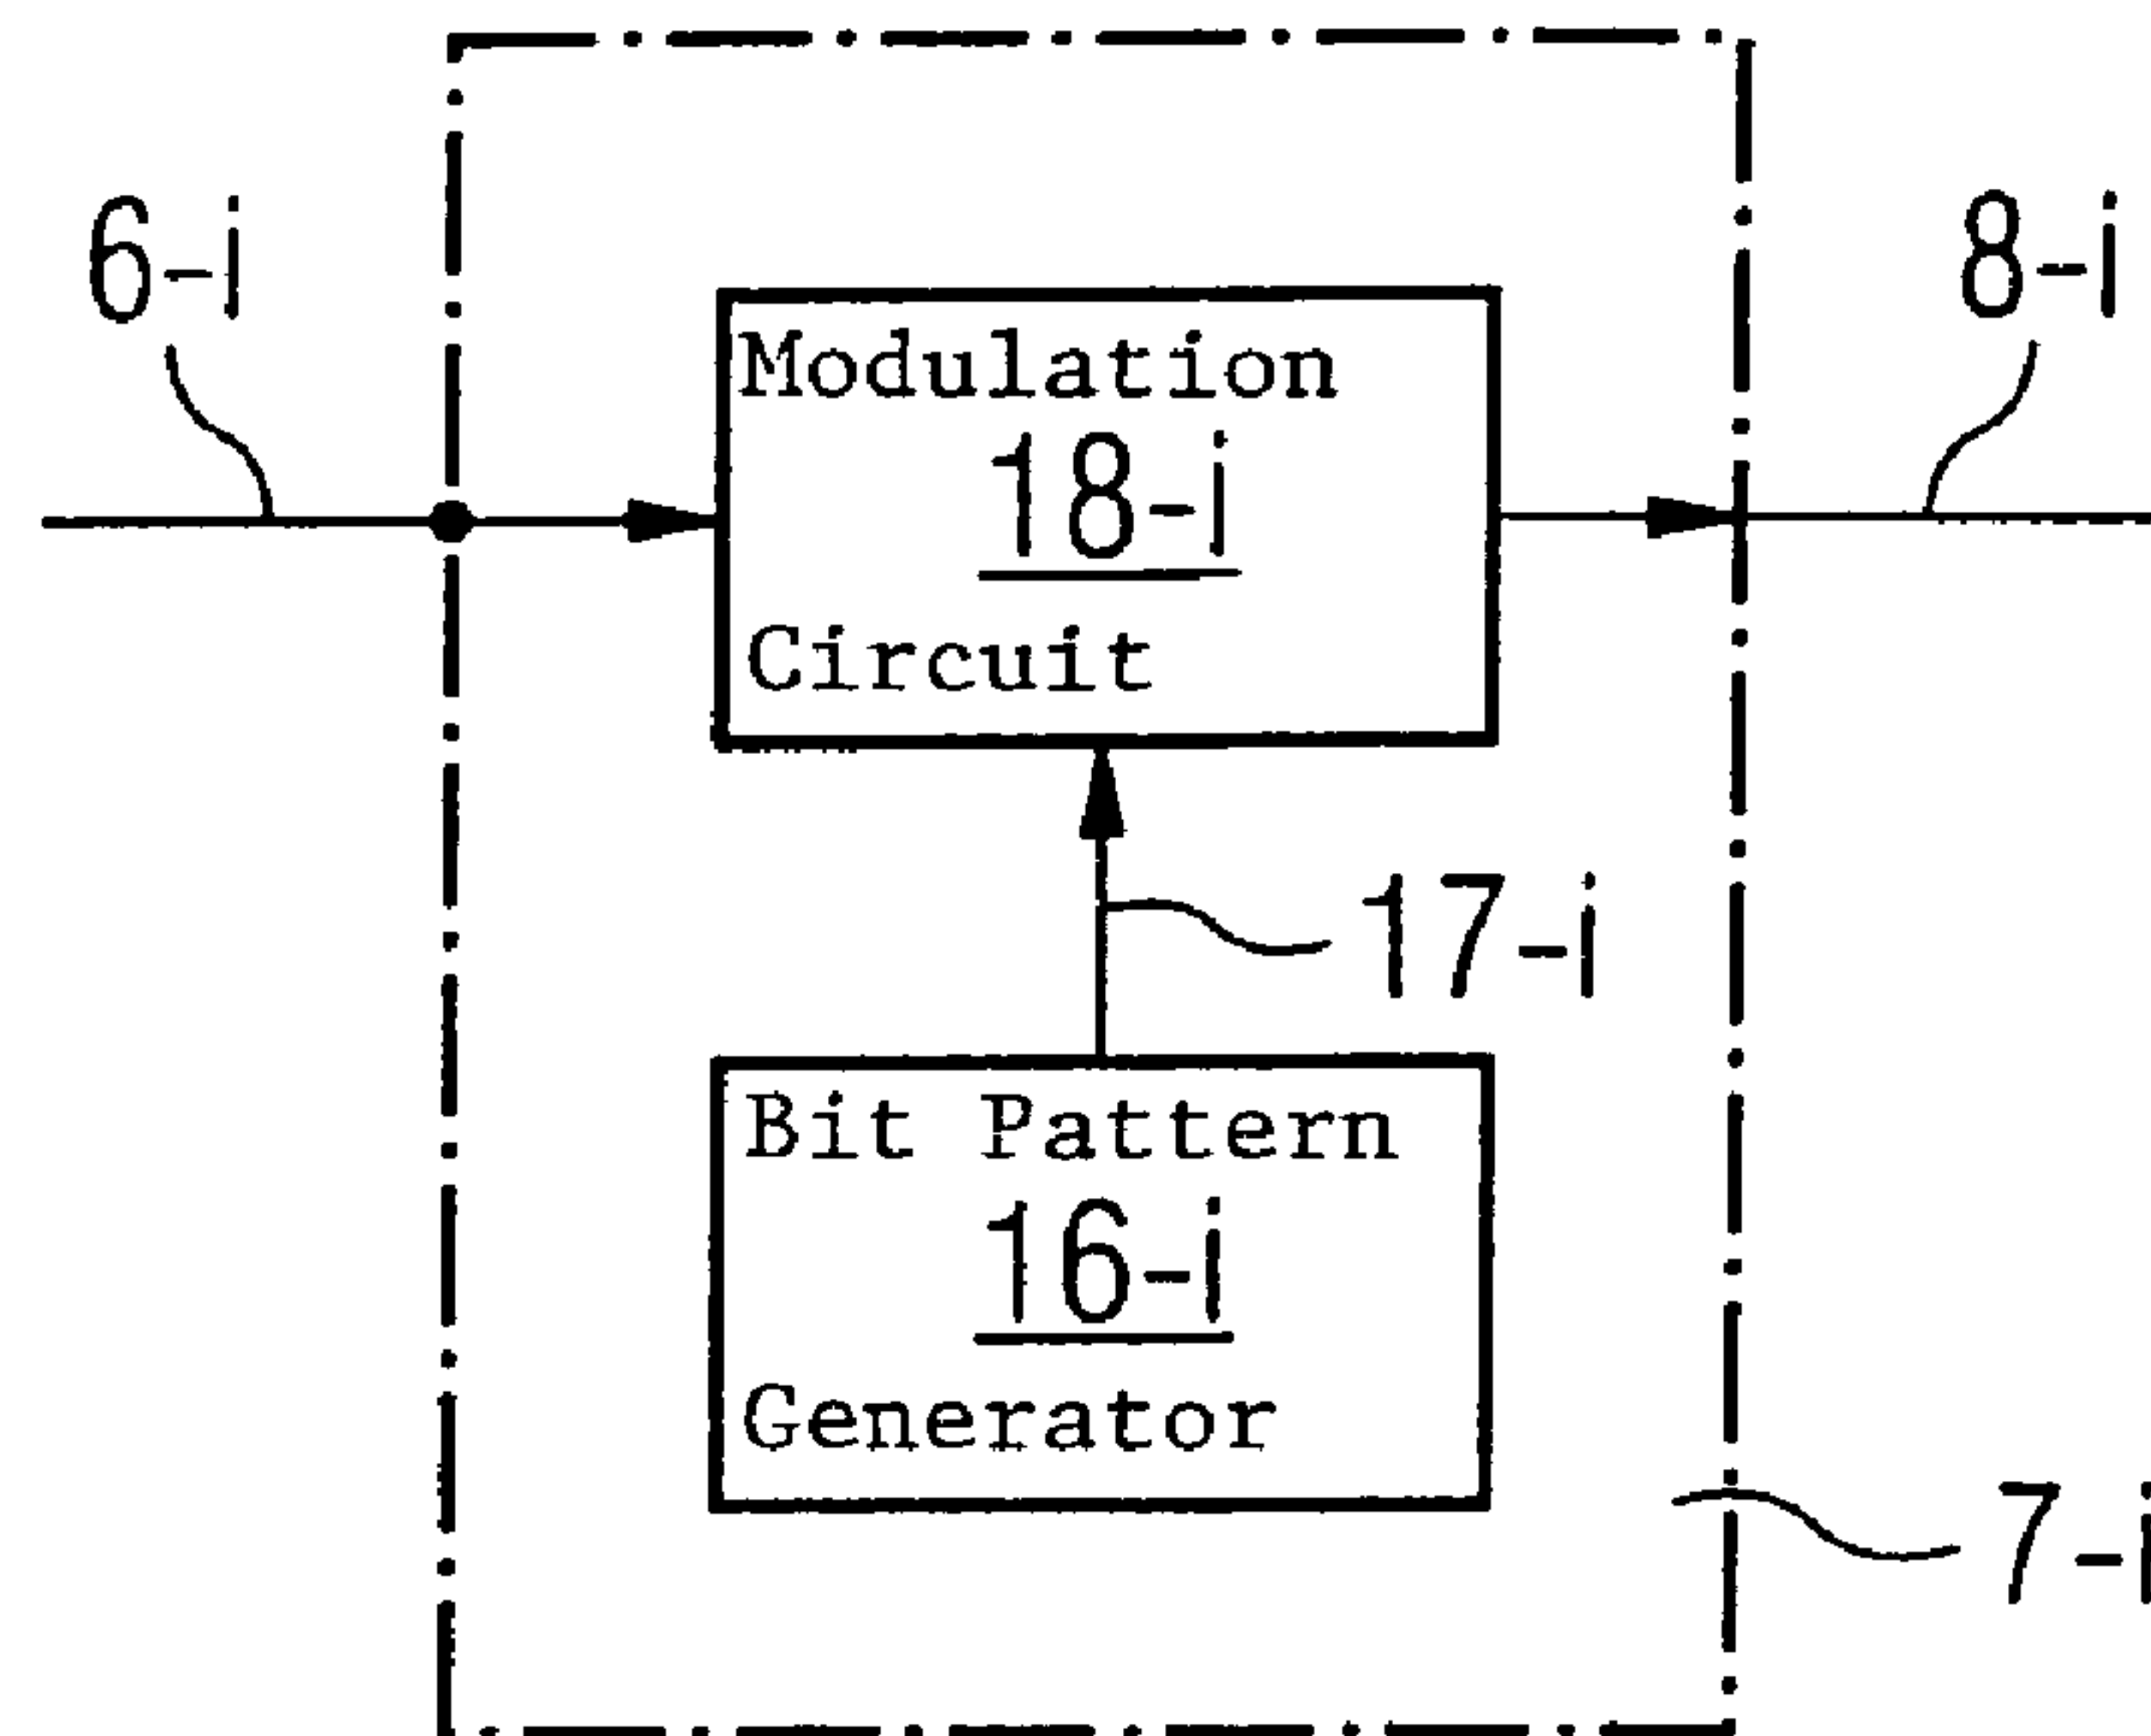 6-i
8-i
Modulation
18-i
Circuit
17-i
Bit Pattern
16-i
Generator
7-i